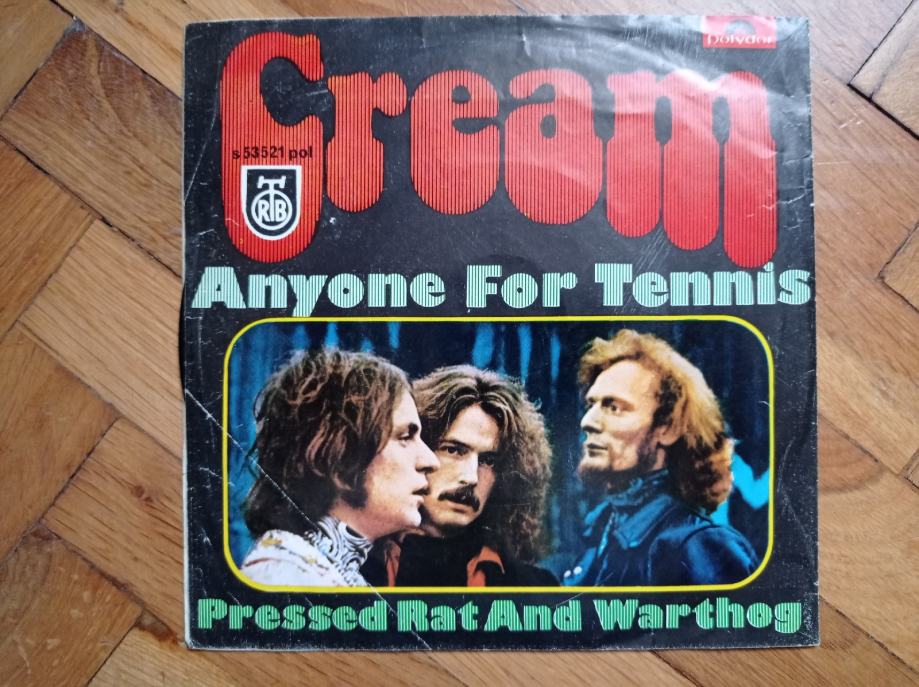 polydor
Cream
s 53521 pol
RTB
Anyone For Tennis
Pressed Rat And Warthog